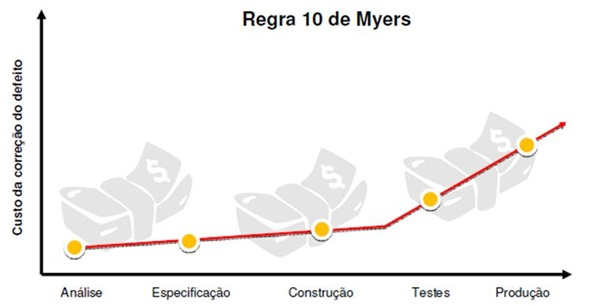 Regra 10 de Myers
Custo da correção do defeito
$
$
$
Análise Especificação Construção Testes Produção